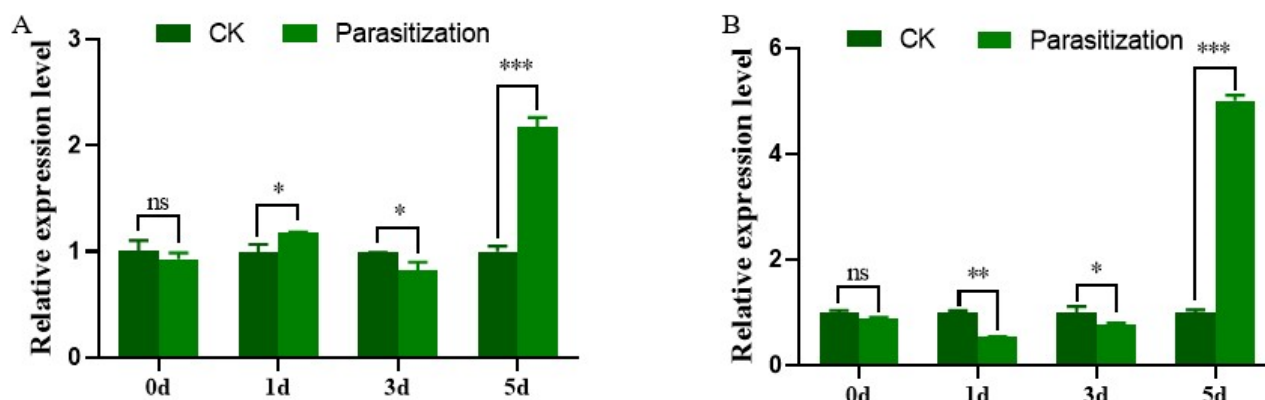 A
CK Parasitization
Relative expression level
3
2
1
0
ns
*
*
***
0d 1d 3d 5d
B
CK Parasitization
Relative expression level
6
4
2
0
ns
**
*
***
0d 1d 3d 5d